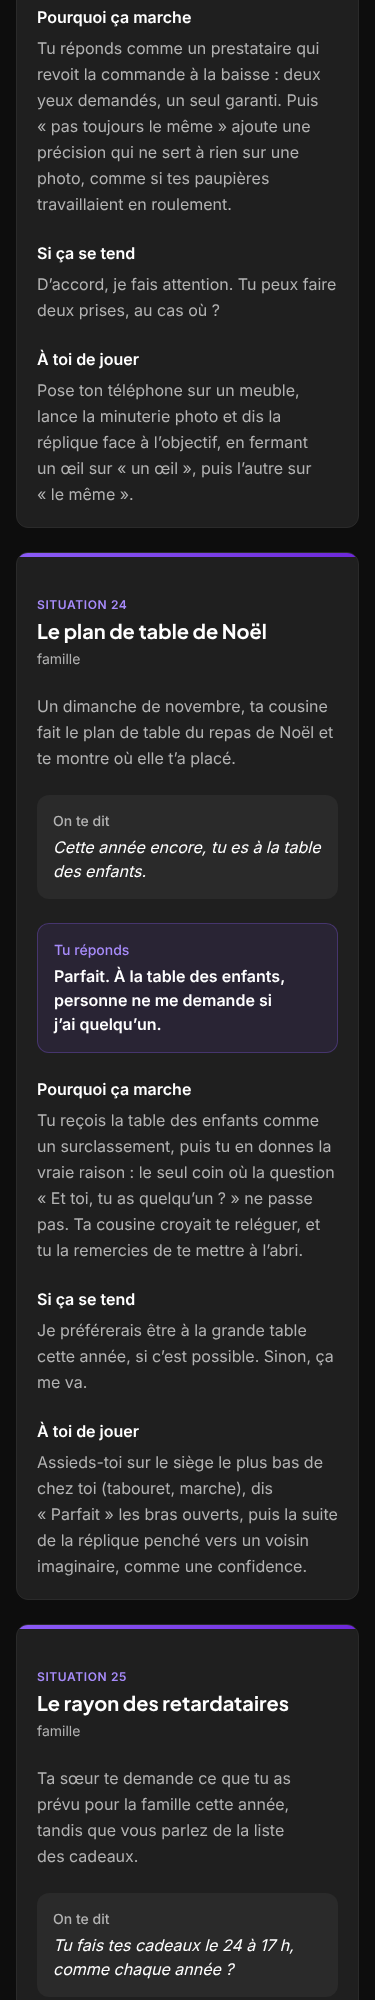 Pourquoi ça marche
Tu réponds comme un prestataire qui
revoit la commande à la baisse : deux
yeux demandés, un seul garanti. Puis
« pas toujours le même » ajoute une
précision qui ne sert à rien sur une
photo, comme si tes paupières
travaillaient en roulement.
Si ça se tend
D’accord, je fais attention. Tu peux faire
deux prises, au cas où ?
À toi de jouer
Pose ton téléphone sur un meuble,
lance la minuterie photo et dis la
réplique face à l’objectif, en fermant
un œil sur « un œil », puis l’autre sur
« le même ».
SITUATION 24
Le plan de table de Noël
famille
Un dimanche de novembre, ta cousine
fait le plan de table du repas de Noël et
te montre où elle t’a placé.
On te dit
Cette année encore, tu es à la table
des enfants.
Tu réponds
Parfait. À la table des enfants,
personne ne me demande si
j’ai quelqu’un.
Pourquoi ça marche
Tu reçois la table des enfants comme
un surclassement, puis tu en donnes la
vraie raison : le seul coin où la question
« Et toi, tu as quelqu’un ? » ne passe
pas. Ta cousine croyait te reléguer, et
tu la remercies de te mettre à l’abri.
Si ça se tend
Je préférerais être à la grande table
cette année, si c’est possible. Sinon, ça
me va.
À toi de jouer
Assieds-toi sur le siège le plus bas de
chez toi (tabouret, marche), dis
« Parfait » les bras ouverts, puis la suite
de la réplique penché vers un voisin
imaginaire, comme une confidence.
SITUATION 25
Le rayon des retardataires
famille
Ta sœur te demande ce que tu as
prévu pour la famille cette année,
tandis que vous parlez de la liste
des cadeaux.
On te dit
Tu fais tes cadeaux le 24 à 17 h,
comme chaque année ?